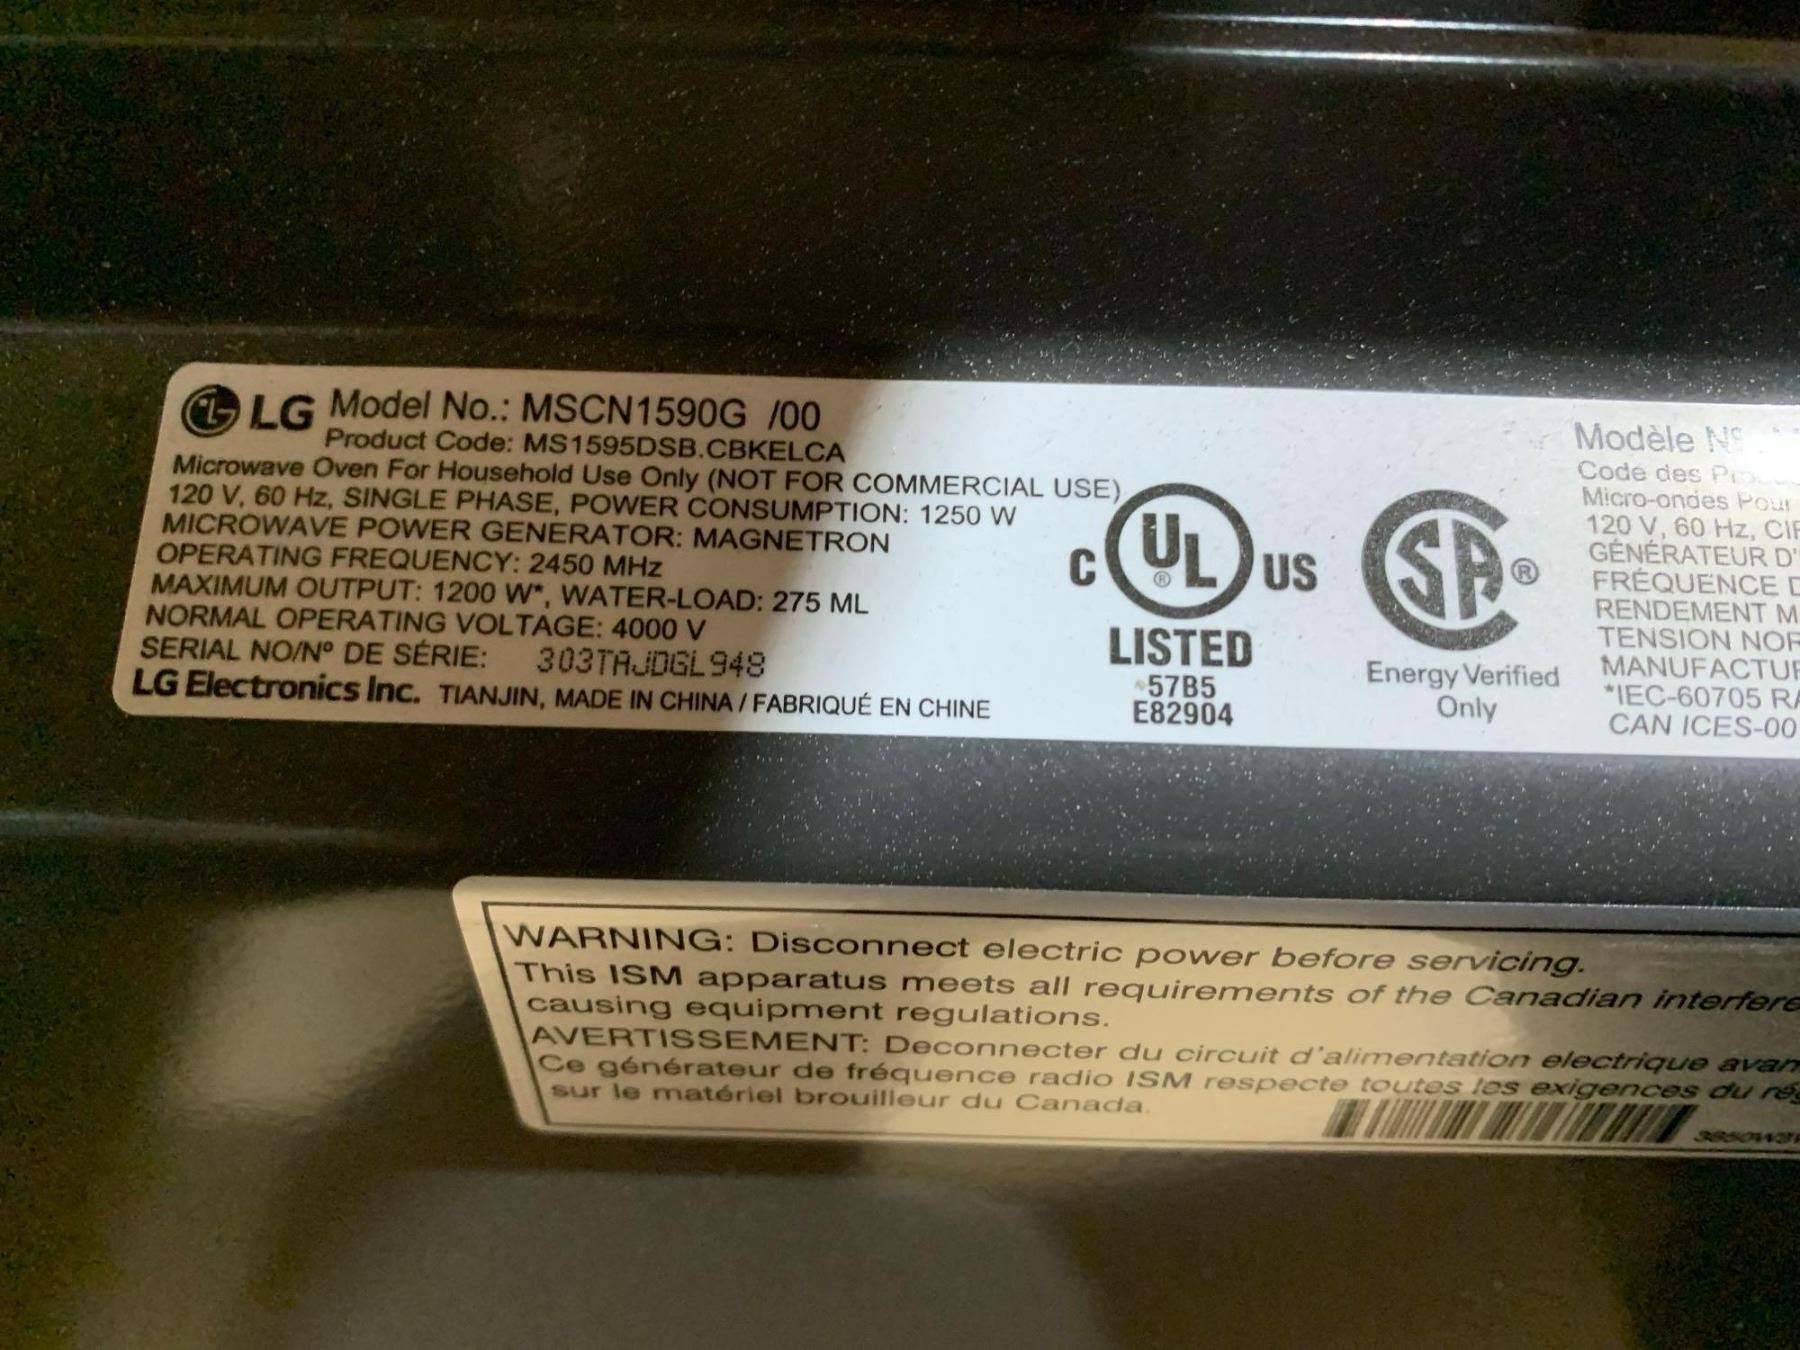 LG Model No.: MSCN1590G /00
Product Code: MS1595DSB.CBKELCA
Microwave Oven For Household Use Only (NOT FOR COMMERCIAL USE)
120 V, 60 Hz, SINGLE PHASE, POWER CONSUMPTION: 1250 W
MICROWAVE POWER GENERATOR: MAGNETRON
OPERATING FREQUENCY: 2450 MHz
MAXIMUM OUTPUT: 1200 W*, WATER-LOAD: 275 ML
NORMAL OPERATING VOLTAGE: 4000 V
SERIAL NO/Nº DE SÉRIE: 303TAJDGL948
LG Electronics Inc. TIANJIN, MADE IN CHINA / FABRIQUÉ EN CHINE
C UL ® US
LISTED
57B5
E82904
SA ®
Energy Verified
Only
Modèle Nº
Code des
Micro-ondes Pour
120 V, 60 Hz,
GÉNÉRATEUR
FRÉQUENCE
RENDEMENT
TENSION
*IEC-60705
CAN ICES-00
WARNING: Disconnect electric power before servicing.
This ISM apparatus meets all requirements of the Canadian
causing equipment regulations.
AVERTISSEMENT: Deconnecter du circuit d'alimentation electrique
Ce générateur de fréquence radio ISM respecte toutes les exigences du
sur le matériel brouilleur du Canada.